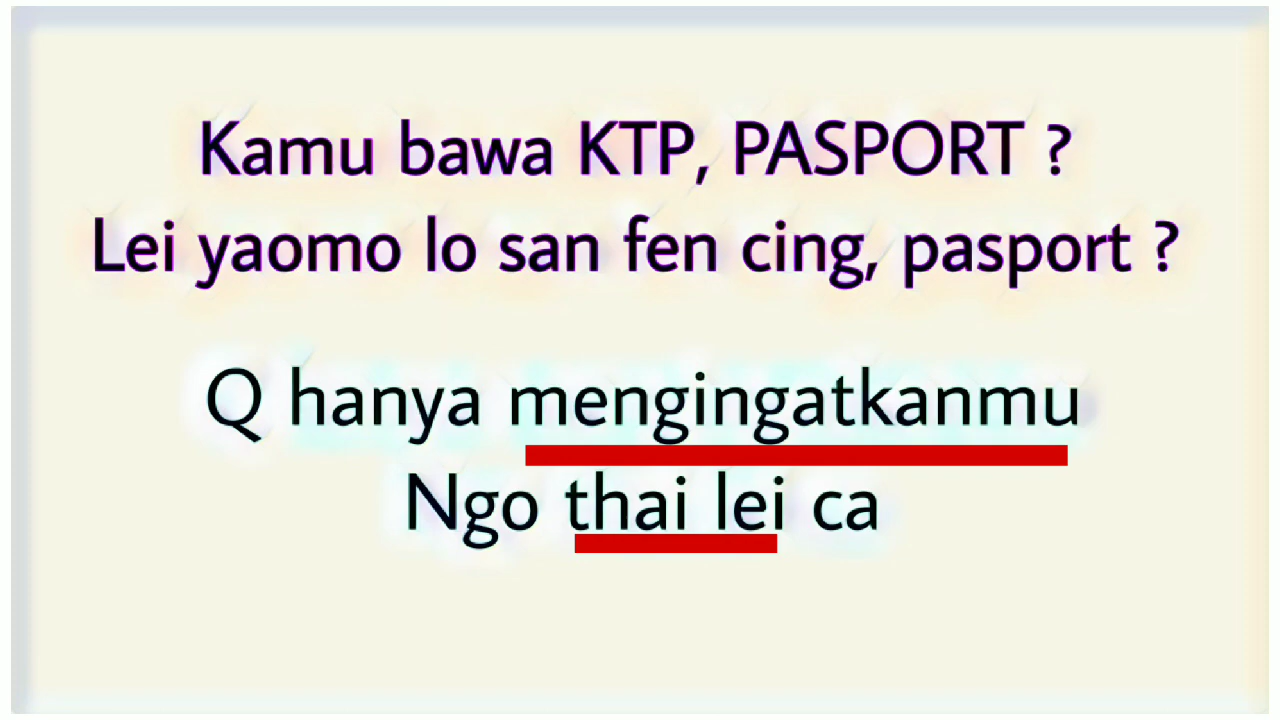 Kamu bawa KTP, PASPORT ?
Lei yaomo lo san fen cing, pasport ?
Q hanya mengingatkanmu
Ngo thai lei ca